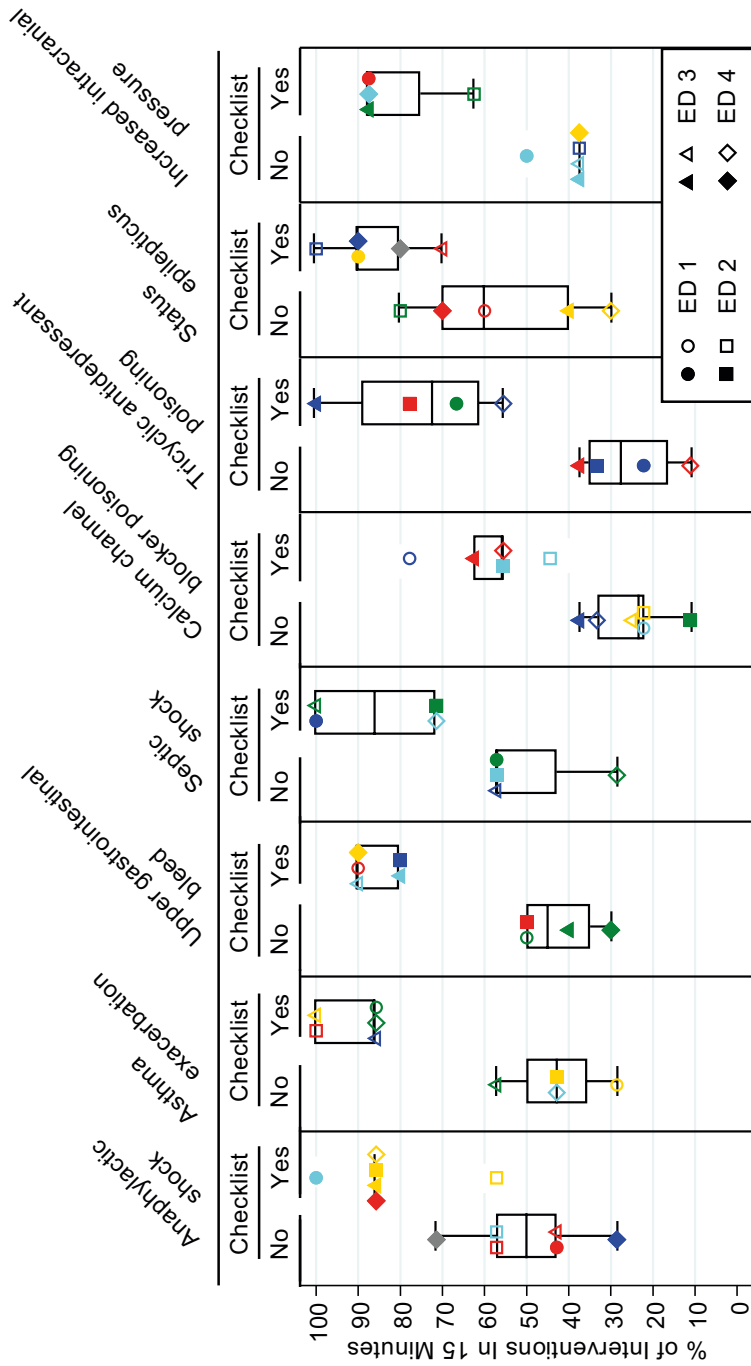 Anaphylactic
shock
Asthma
exacerbation
Upper gastrointestinal
bleed
Septic
shock
Calcium channel
blocker poisoning
Tricyclic antidepressant
poisoning
Status
epilepticus
Increased intracranial
pressure
Checklist Checklist Checklist Checklist Checklist Checklist Checklist Checklist
No Yes No Yes No Yes No Yes No Yes No Yes No Yes No Yes
% of Interventions In 15 Minutes
100
90
80
70
60
50
40
30
20
10
0
ED 1 ED 3
ED 2 ED 4